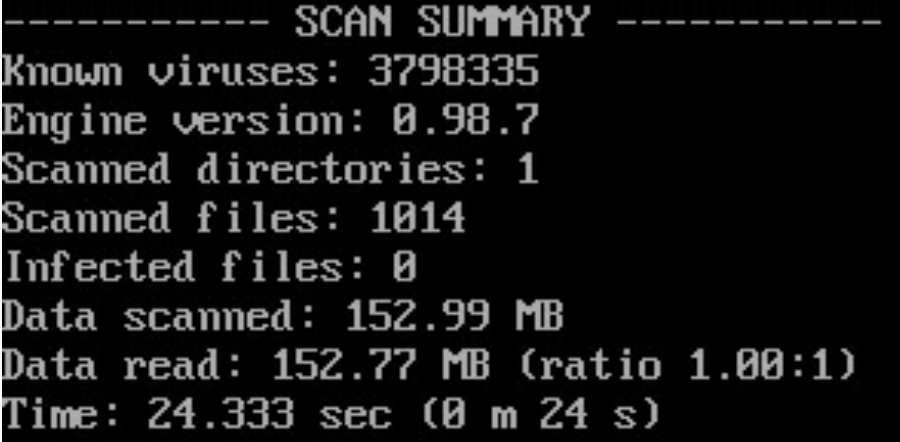 ----------- SCAN SUMMARY -----------
Known viruses: 3798335
Engine version: 0.98.7
Scanned directories: 1
Scanned files: 1014
Infected files: 0
Data scanned: 152.99 MB
Data read: 152.77 MB (ratio 1.00:1)
Time: 24.333 sec (0 m 24 s)